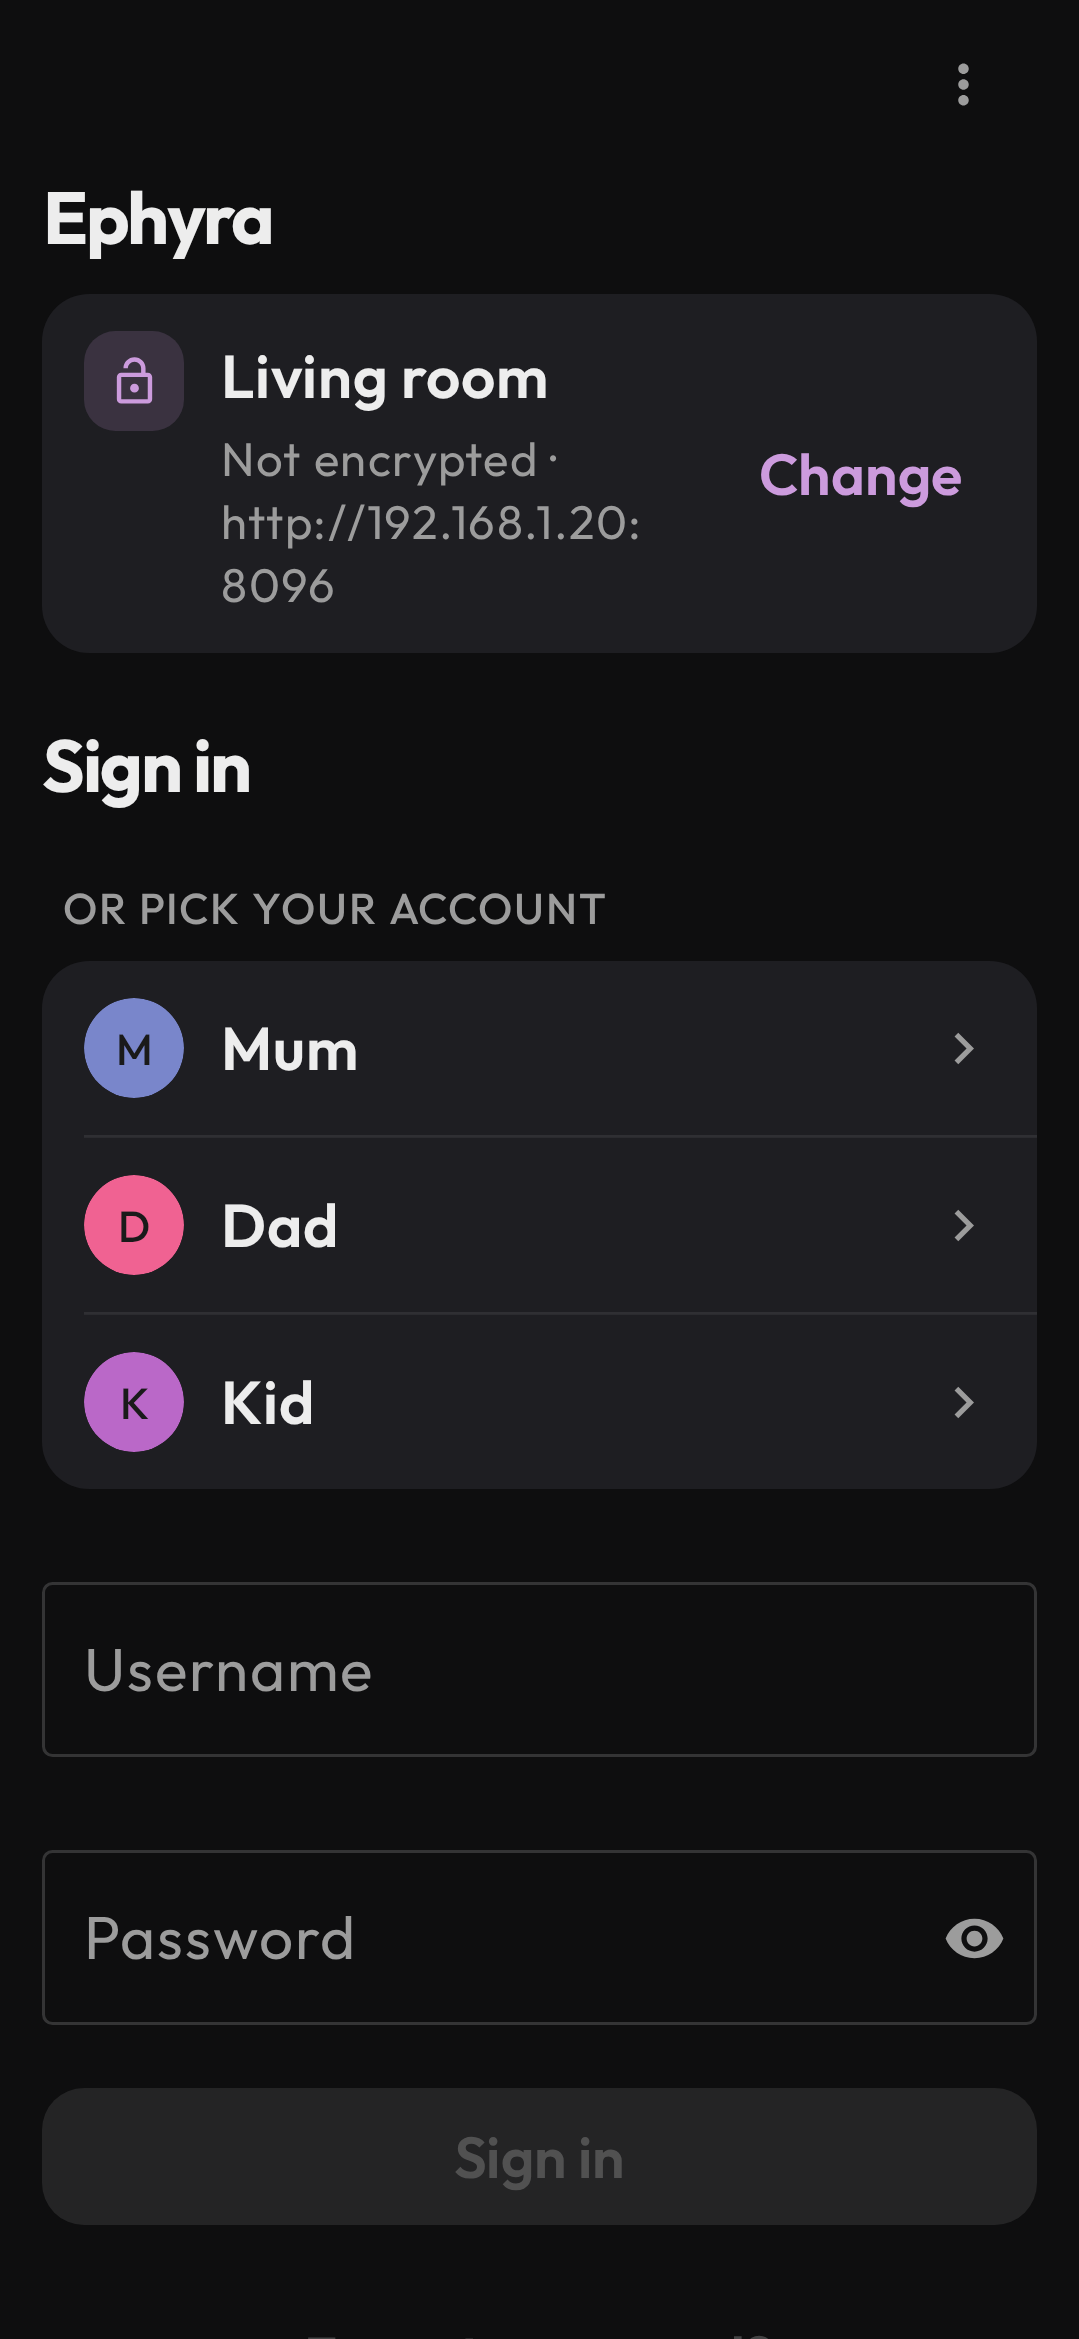 Ephyra
Living room
Not encrypted ·
http://192.168.1.20:
8096
Change
Sign in
OR PICK YOUR ACCOUNT
M
Mum
D
Dad
K
Kid
Username
Password
Sign in